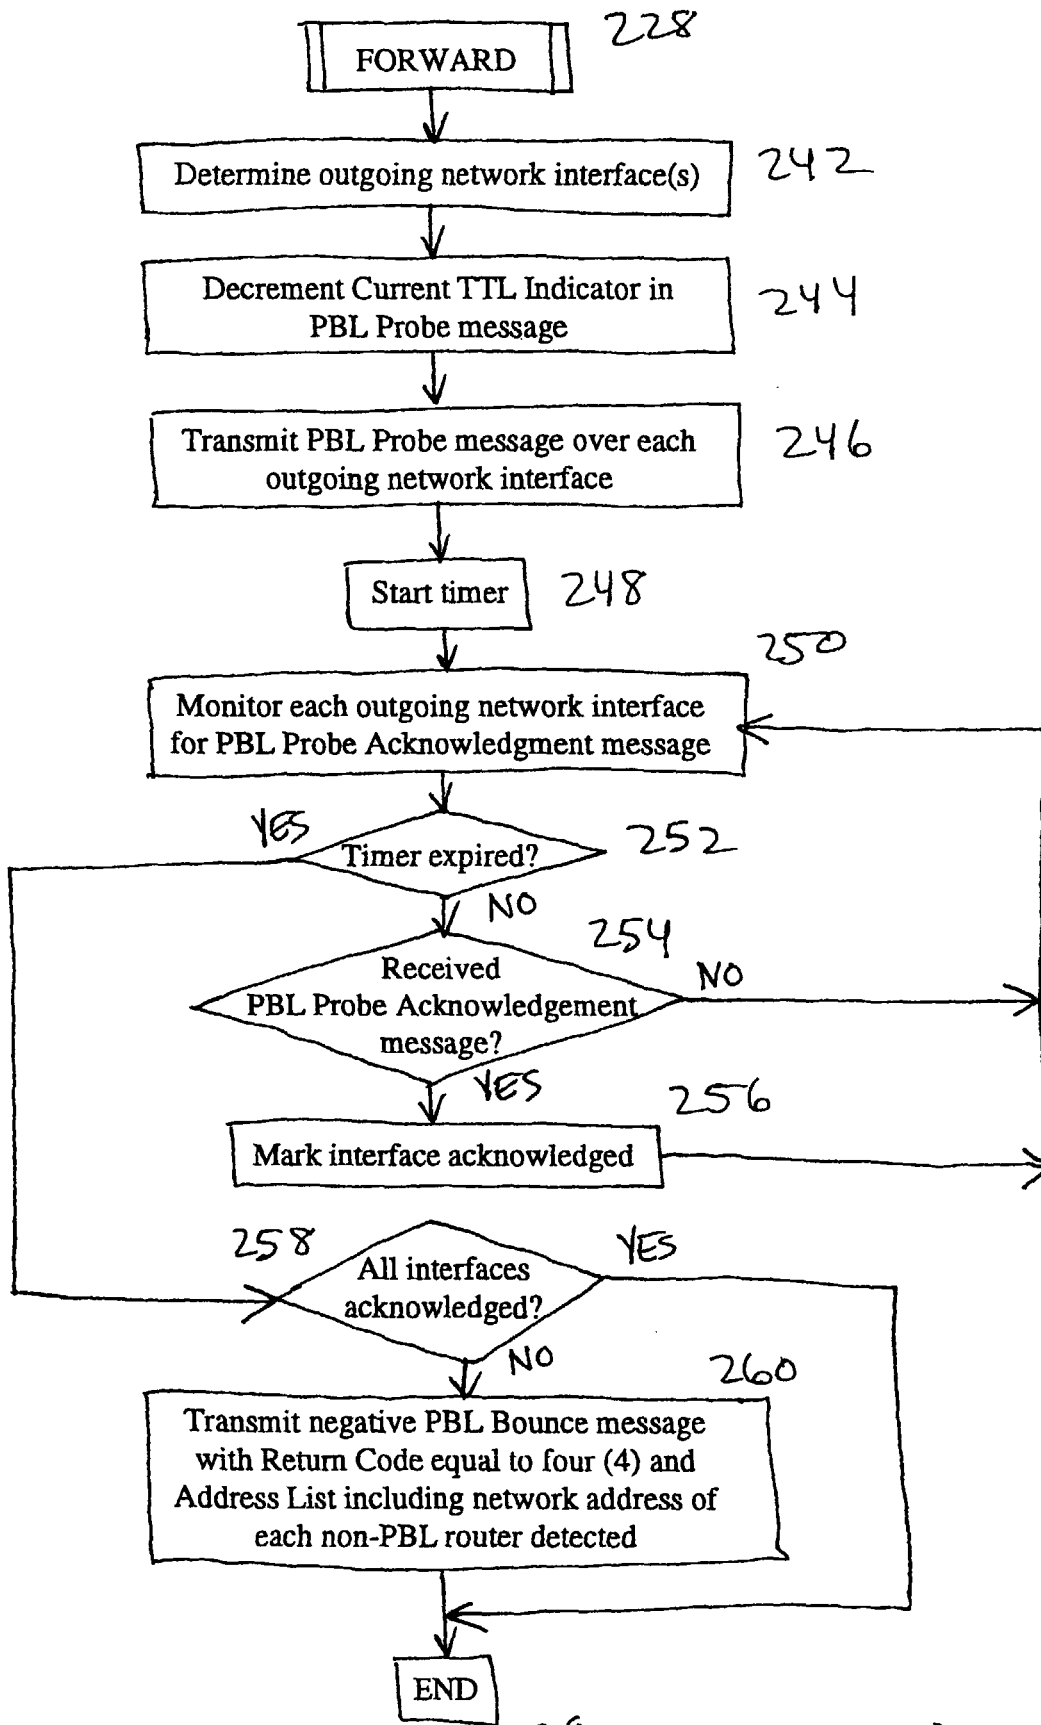 FORWARD 228
Determine outgoing network interface(s) 242
Decrement Current TTL Indicator in
PBL Probe message 244
Transmit PBL Probe message over each
outgoing network interface 246
Start timer 248
250
Monitor each outgoing network interface
for PBL Probe Acknowledgment message
YES
Timer expired? 252
NO
254
Received
PBL Probe Acknowledgement
message?
NO
YES
256
Mark interface acknowledged
258
YES
All interfaces
acknowledged?
NO
260
Transmit negative PBL Bounce message
with Return Code equal to four (4) and
Address List including network address of
each non-PBL router detected
END